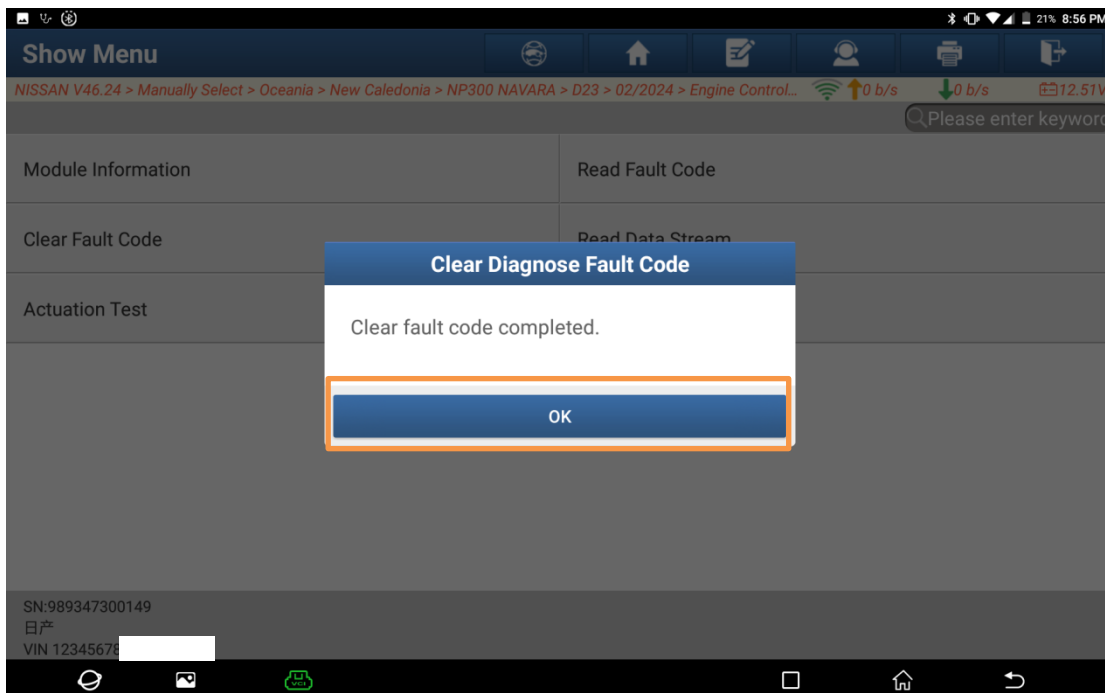 21% 8:56 PM
Show Menu
NISSAN V46.24 > Manually Select > Oceania > New Caledonia > NP300 NAVARA > D23 > 02/2024 > Engine Control... 0 b/s 0 b/s 12.51V
Please enter keyword
Module Information
Read Fault Code
Clear Fault Code
Read Data Stream
Actuation Test
Clear Diagnose Fault Code
Clear fault code completed.
OK
SN:989347300149
日产
VIN 12345678
VCI